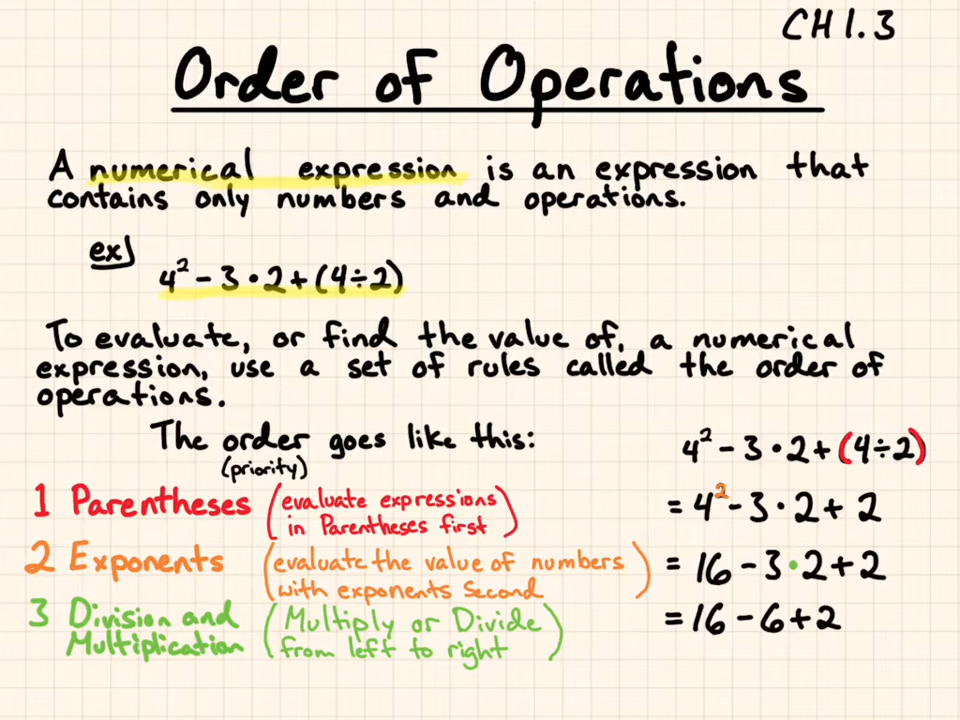 CH 1.3
Order of Operations
A numerical expression is an expression that
contains only numbers and operations.
ex)
4² - 3 · 2 + (4 ÷ 2)
To evaluate, or find the value of, a numerical
expression, use a set of rules called the order of
operations.
The order goes like this:
(priority)
1 Parentheses (evaluate expressions
in Parentheses first)
2 Exponents (evaluate the value of numbers
with exponents Second)
3 Division and
Multiplication (Multiply or Divide
from left to right)
4² - 3 · 2 + (4 ÷ 2)
= 4² - 3 · 2 + 2
= 16 - 3 · 2 + 2
= 16 - 6 + 2